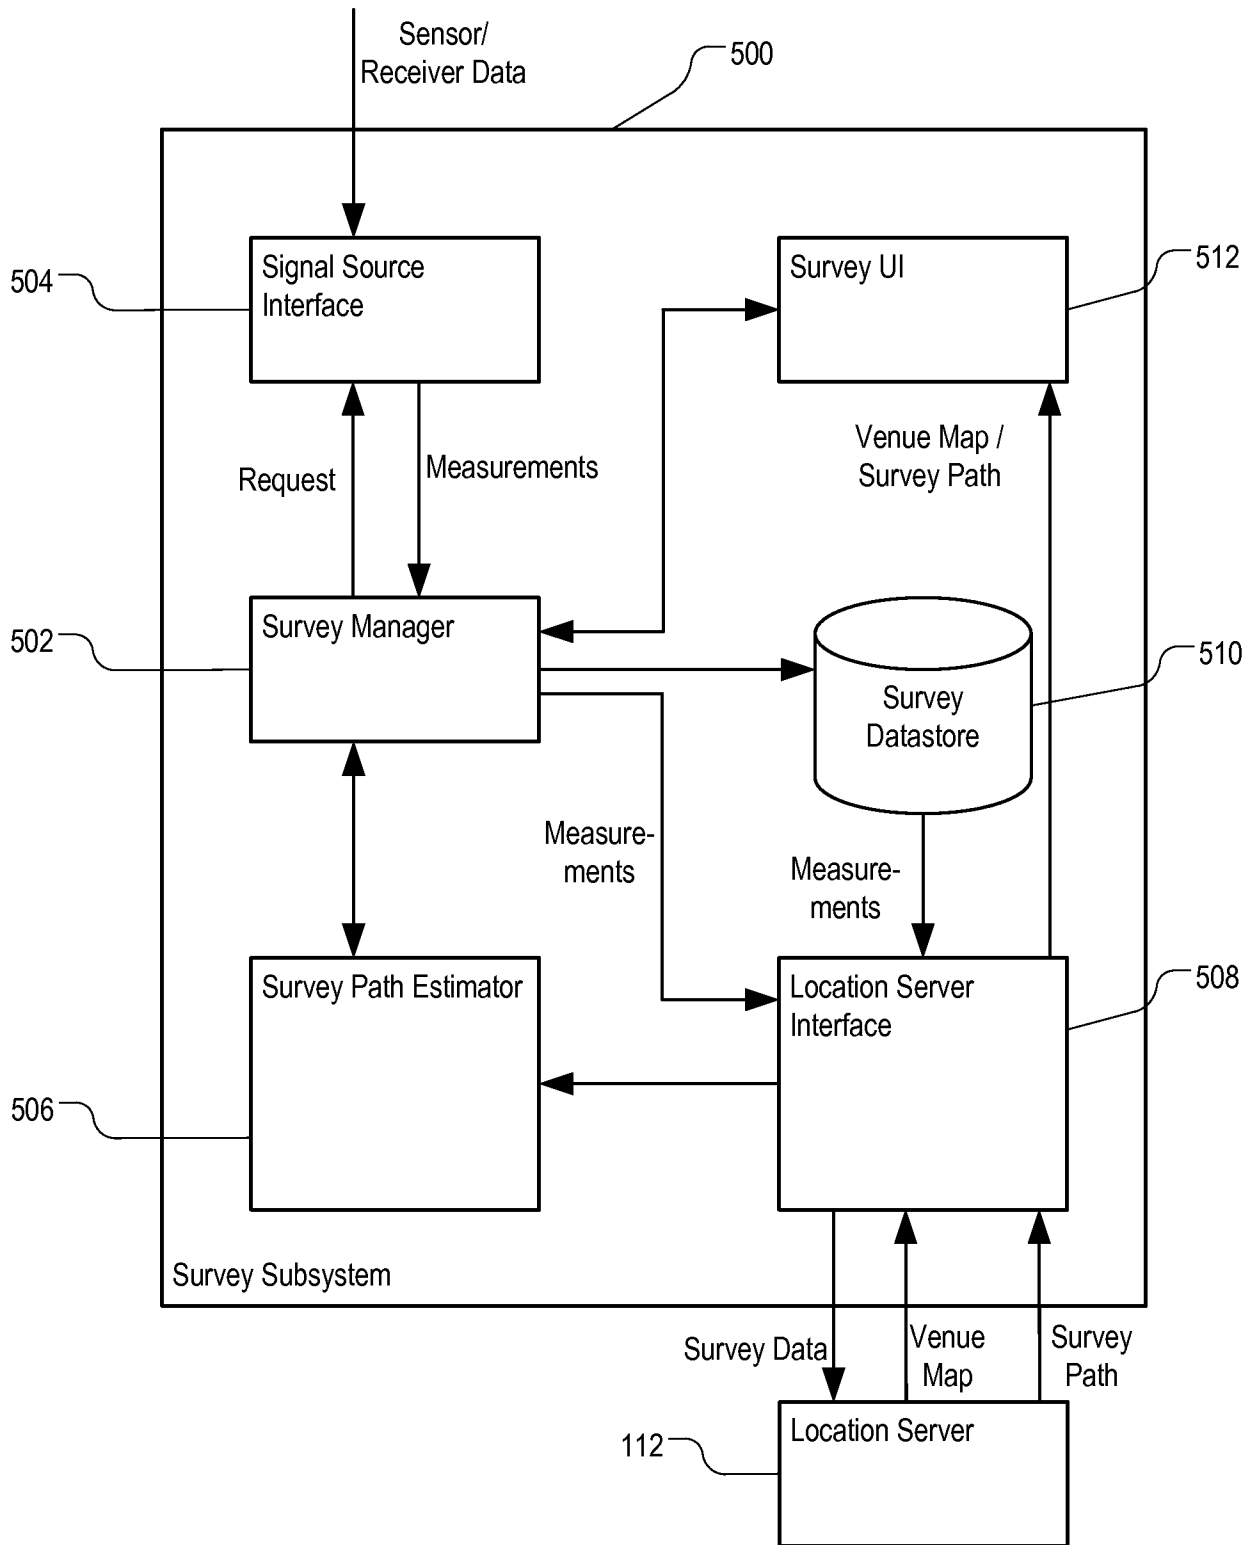 Sensor/
Receiver Data
500
Signal Source
Interface
504
Survey UI
512
Request
Measurements
Venue Map /
Survey Path
Survey Manager
502
Survey
Datastore
510
Measure-
ments
Measure-
ments
Survey Path Estimator
506
Location Server
Interface
508
Survey Subsystem
Survey Data
Venue
Map
Survey
Path
Location Server
112